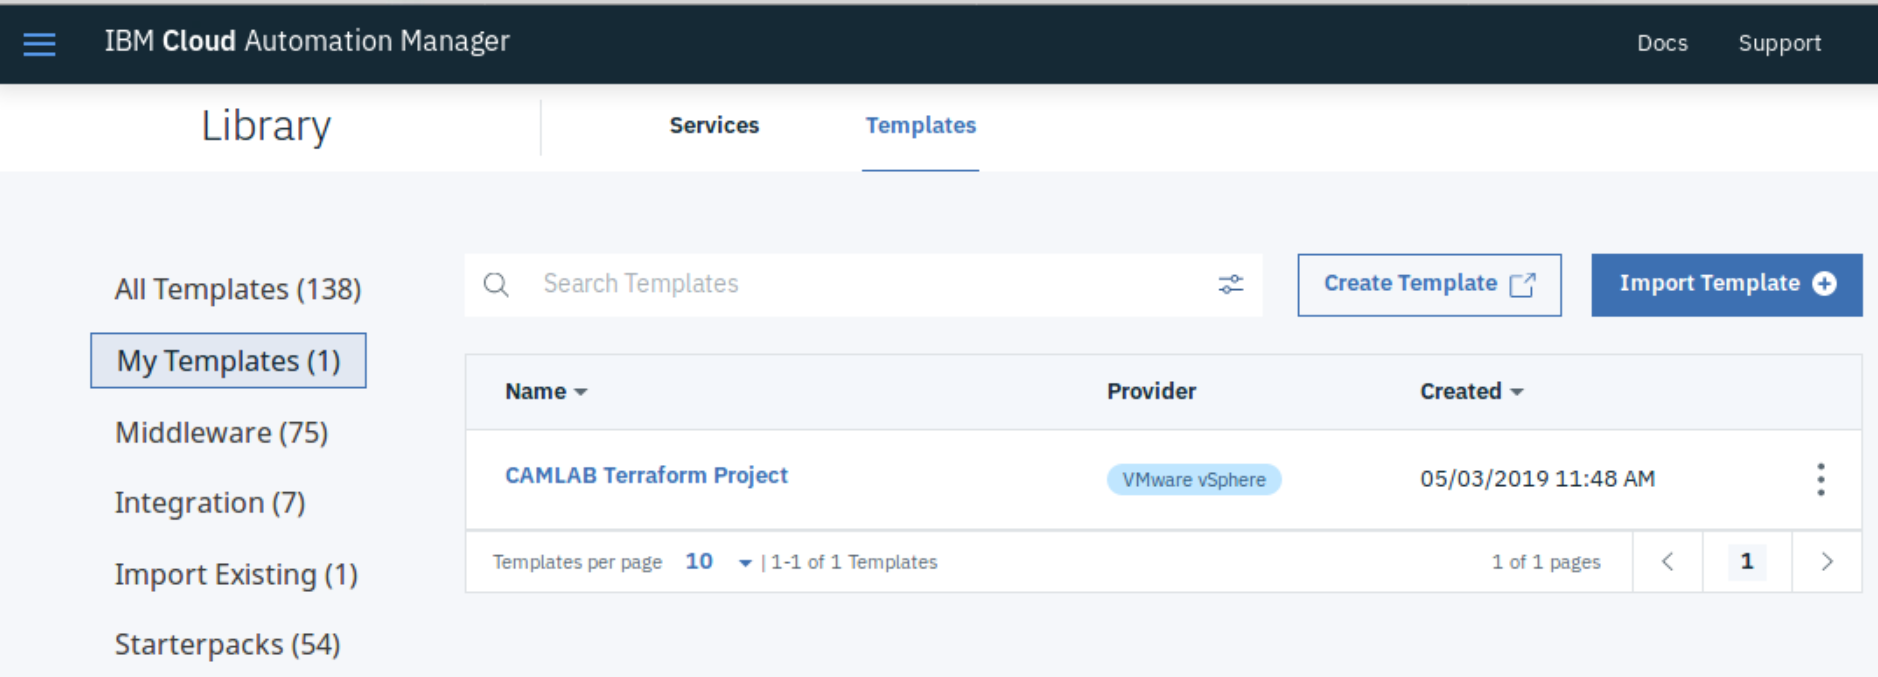 IBM Cloud Automation Manager
Docs Support
Library
Services
Templates
All Templates (138)
My Templates (1)
Middleware (75)
Integration (7)
Import Existing (1)
Starterpacks (54)
Search Templates
Create Template
Import Template
Name Provider Created
CAMLAB Terraform Project VMware vSphere 05/03/2019 11:48 AM
Templates per page 10 | 1-1 of 1 Templates 1 of 1 pages 1